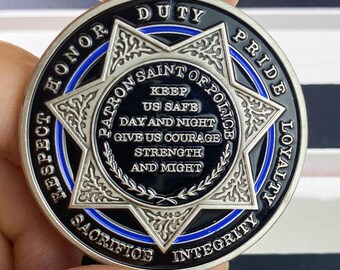 RESPECT HONOR DUTY PRIDE LOYALTY
SACRIFICE INTEGRITY
PATRON SAINT OF POLICE
KEEP
US SAFE
DAY AND NIGHT
GIVE US COURAGE
STRENGTH
AND MIGHT